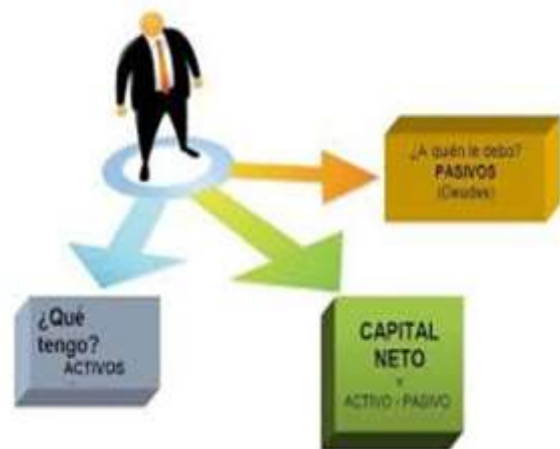 ¿A quién le debo?
PASIVOS
(Deudas)
¿Qué
tengo?
ACTIVOS
CAPITAL
NETO
=
ACTIVO - PASIVO